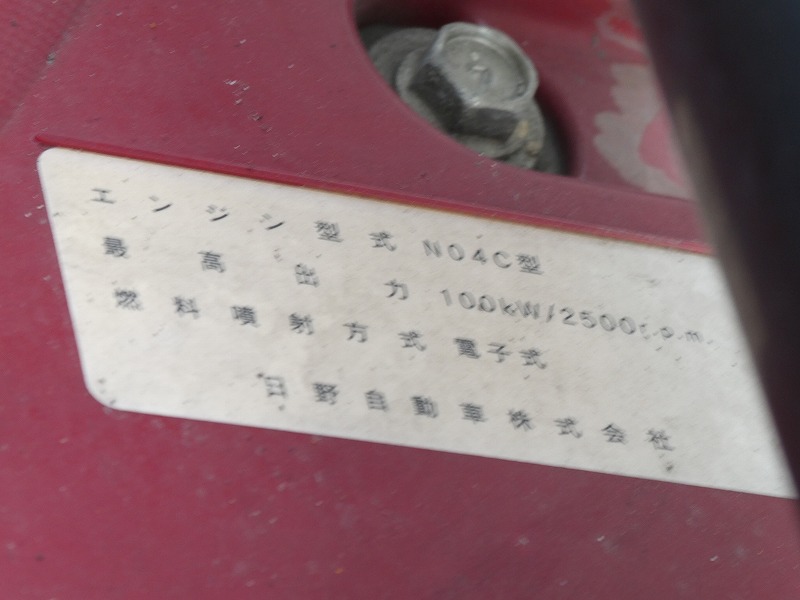 エンジン型式 N04C型
最高出力 100kW/2500r.p.m.
燃料噴射方式 電子式
日野自動車株式会社